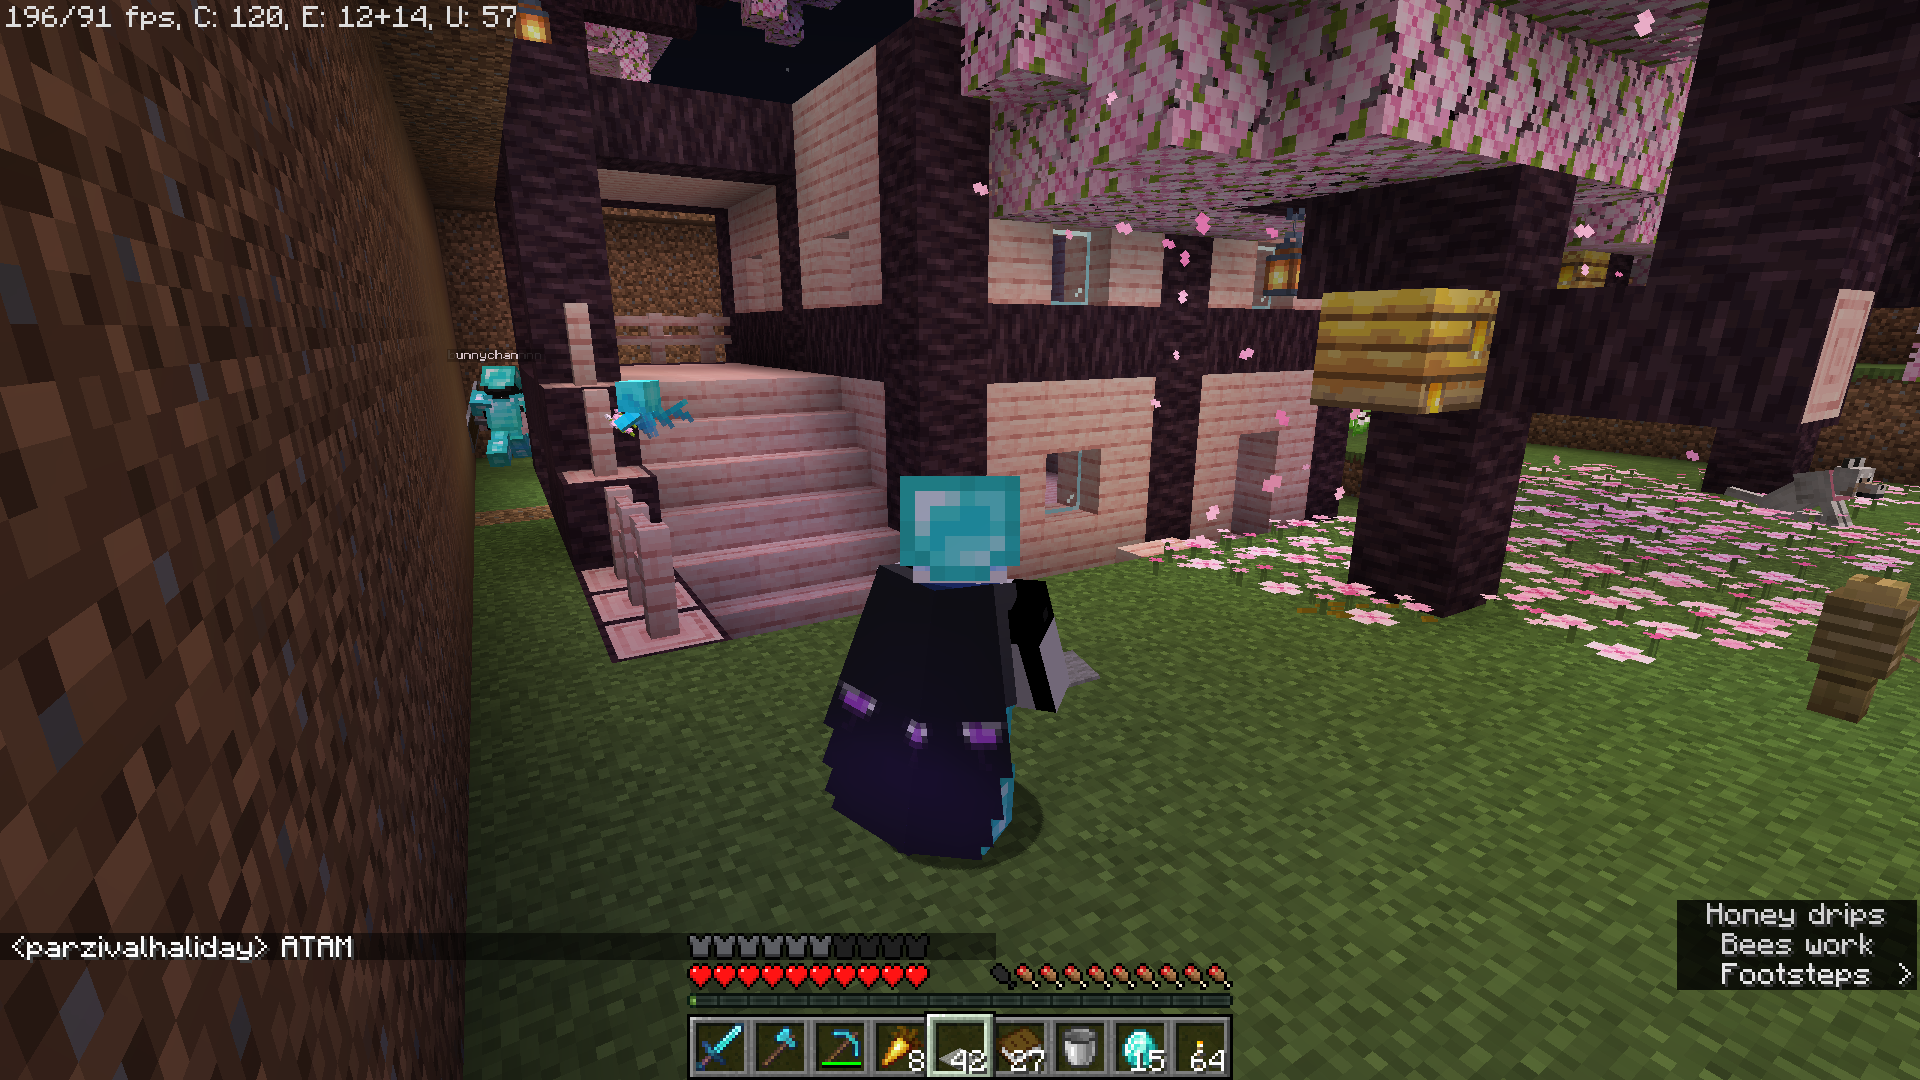 196/91 fps, C: 120, E: 12+14, U: 57
unnychannnn
<parzivalhaliday> ATAM
Honey drips
Bees work
Footsteps >
8 42 27 15 64